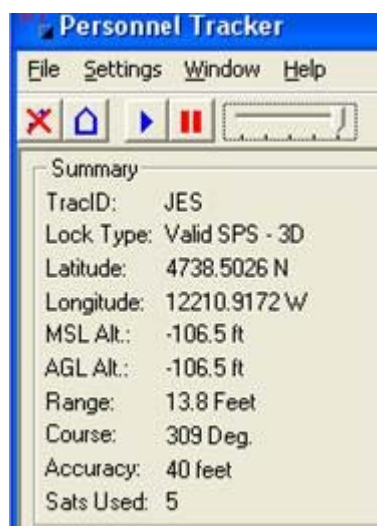 Personnel Tracker
File Settings Window Help
Summary
TracID: JES
Lock Type: Valid SPS - 3D
Latitude: 4738.5026 N
Longitude: 12210.9172 W
MSL Alt.: -106.5 ft
AGL Alt.: -106.5 ft
Range: 13.8 Feet
Course: 309 Deg.
Accuracy: 40 feet
Sats Used: 5